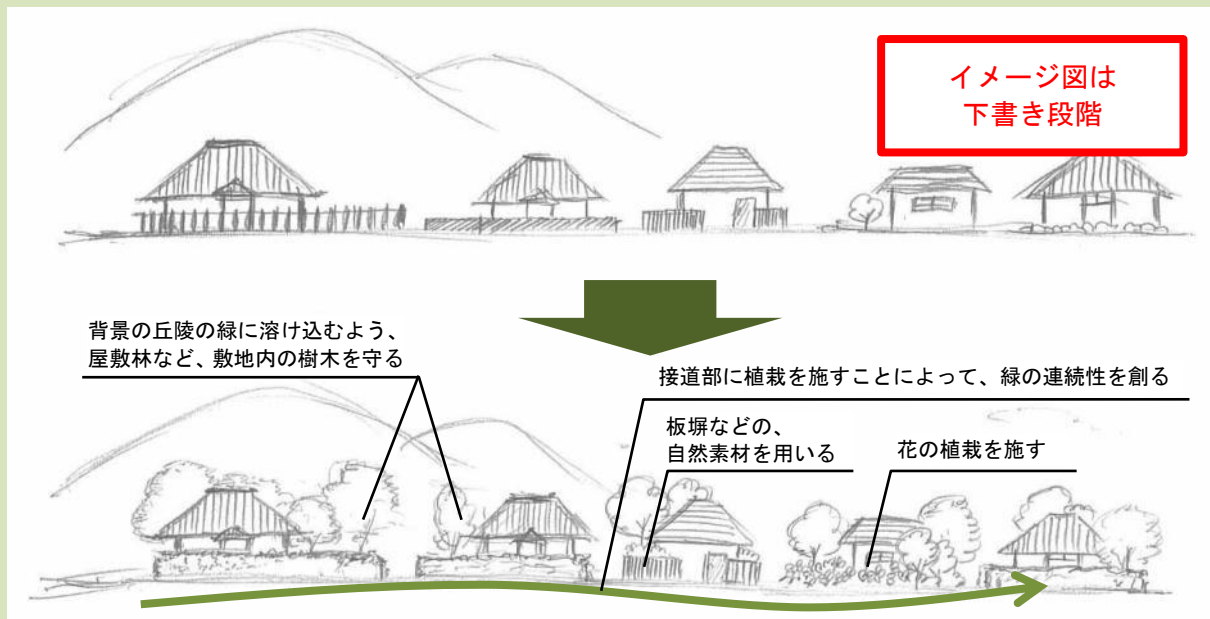 イメージ図は
下書き段階
背景の丘陵の緑に溶け込むよう、
屋敷林など、敷地内の樹木を守る
接道部に植栽を施すことによって、緑の連続性を創る
板塀などの、
自然素材を用いる
花の植栽を施す